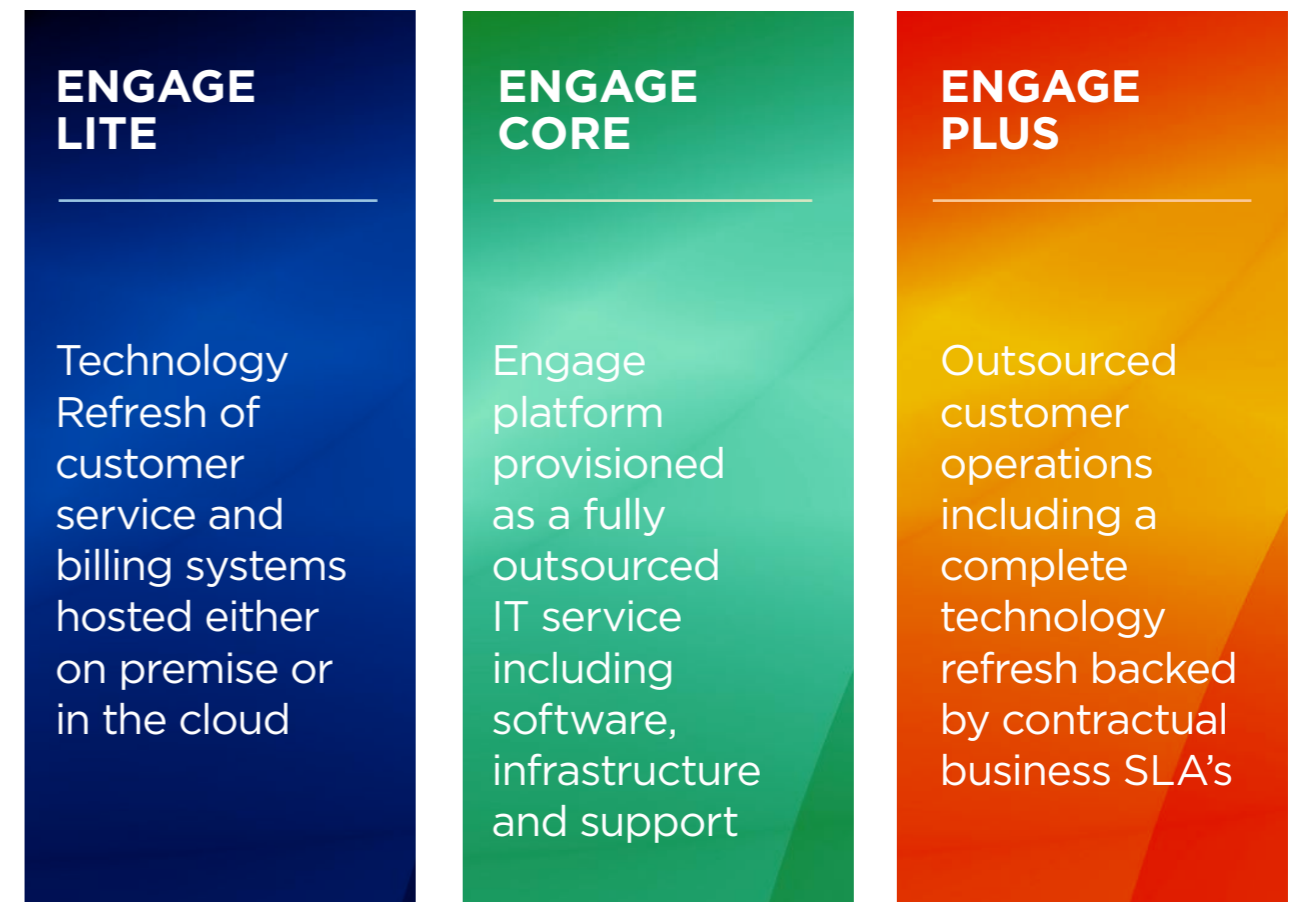 ENGAGE
LITE
Technology
Refresh of
customer
service and
billing systems
hosted either
on premise or
in the cloud
ENGAGE
CORE
Engage
platform
provisioned
as a fully
outsourced
IT service
including
software,
infrastructure
and support
ENGAGE
PLUS
Outsourced
customer
operations
including a
complete
technology
refresh backed
by contractual
business SLA’s